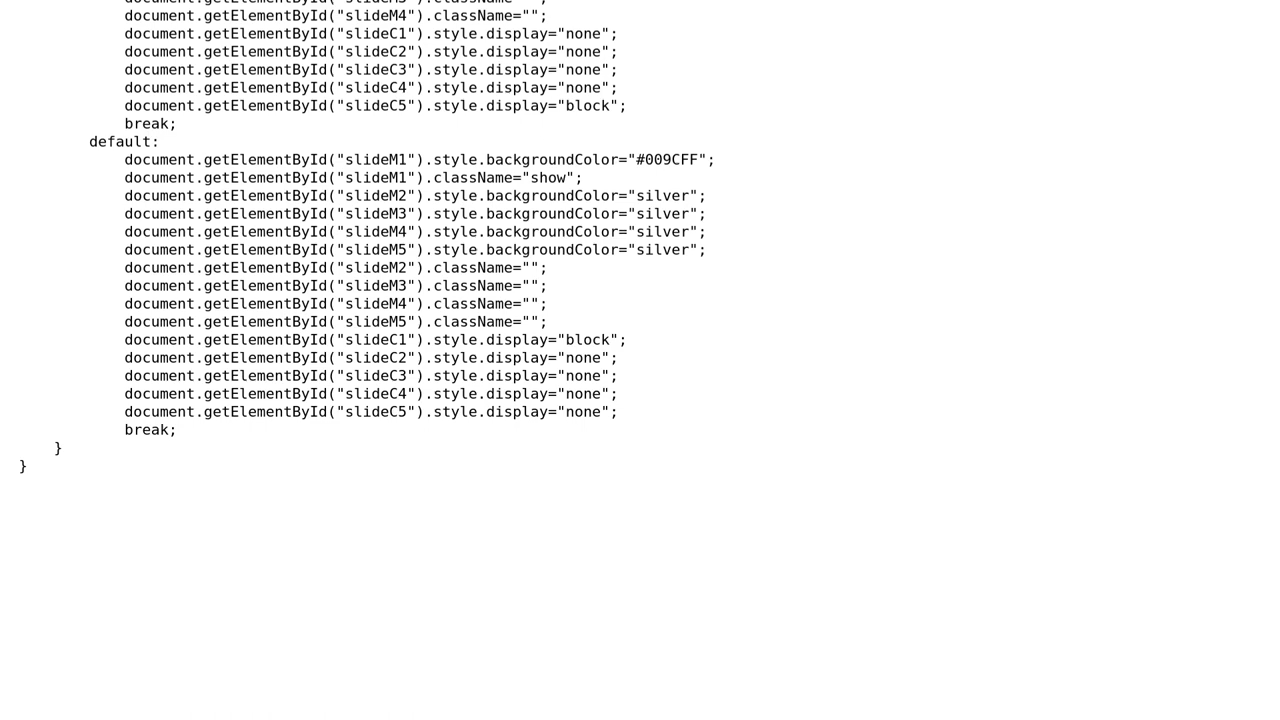 document.getElementById("slideM4").className="";
document.getElementById("slideC1").style.display="none";
document.getElementById("slideC2").style.display="none";
document.getElementById("slideC3").style.display="none";
document.getElementById("slideC4").style.display="none";
document.getElementById("slideC5").style.display="block";
break;
default:
document.getElementById("slideM1").style.backgroundColor="#009CFF";
document.getElementById("slideM1").className="show";
document.getElementById("slideM2").style.backgroundColor="silver";
document.getElementById("slideM3").style.backgroundColor="silver";
document.getElementById("slideM4").style.backgroundColor="silver";
document.getElementById("slideM5").style.backgroundColor="silver";
document.getElementById("slideM2").className="";
document.getElementById("slideM3").className="";
document.getElementById("slideM4").className="";
document.getElementById("slideM5").className="";
document.getElementById("slideC1").style.display="block";
document.getElementById("slideC2").style.display="none";
document.getElementById("slideC3").style.display="none";
document.getElementById("slideC4").style.display="none";
document.getElementById("slideC5").style.display="none";
break;
}
}